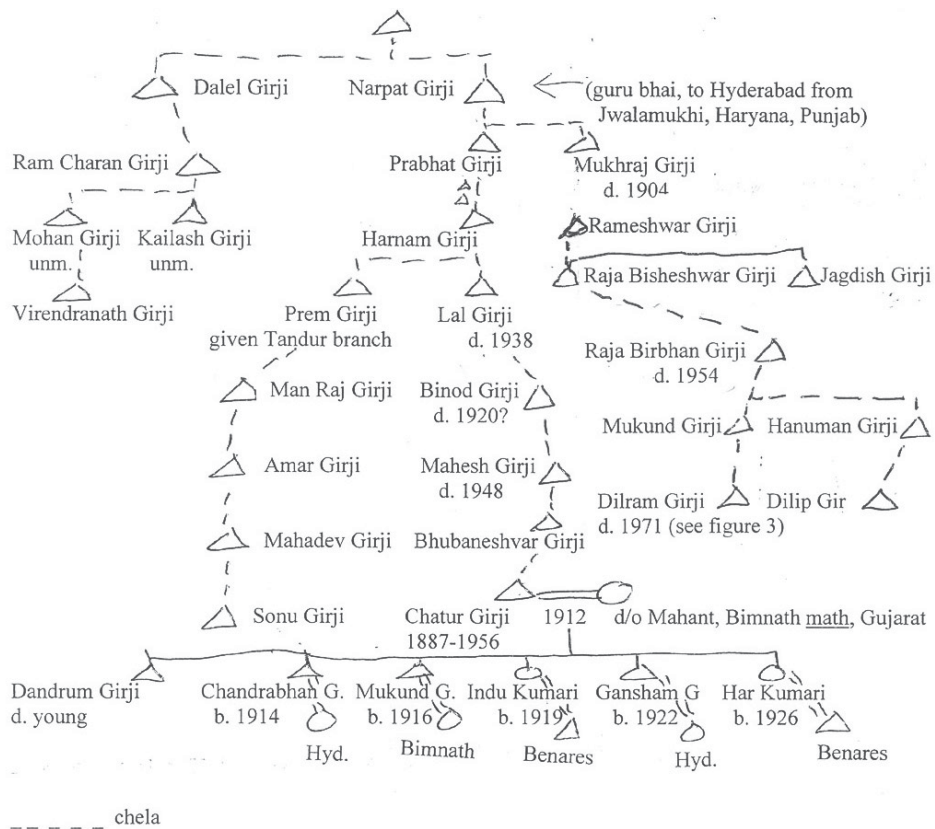 Dalel Girji
Narpat Girji
(guru bhai, to Hyderabad from
Jwalamukhi, Haryana, Punjab)
Ram Charan Girji
Prabhat Girji
Mukhraj Girji
d. 1904
Mohan Girji
unm.
Kailash Girji
unm.
Harnam Girji
Rameshwar Girji
Raja Bisheshwar Girji
Jagdish Girji
Virendranath Girji
Prem Girji
given Tandur branch
Lal Girji
d. 1938
Raja Birbhan Girji
d. 1954
Man Raj Girji
Binod Girji
d. 1920?
Mukund Girji
Hanuman Girji
Amar Girji
Mahesh Girji
d. 1948
Dilram Girji
d. 1971 (see figure 3)
Dilip Gir
Mahadev Girji
Bhubaneshvar Girji
Sonu Girji
Chatur Girji
1887-1956
1912
d/o Mahant, Bimnath math, Gujarat
Dandrum Girji
d. young
Chandrabhan G.
b. 1914
Mukund G.
b. 1916
Indu Kumari
b. 1919
Gansham G
b. 1922
Har Kumari
b. 1926
Hyd.
Bimnath
Benares
Hyd.
Benares
chela